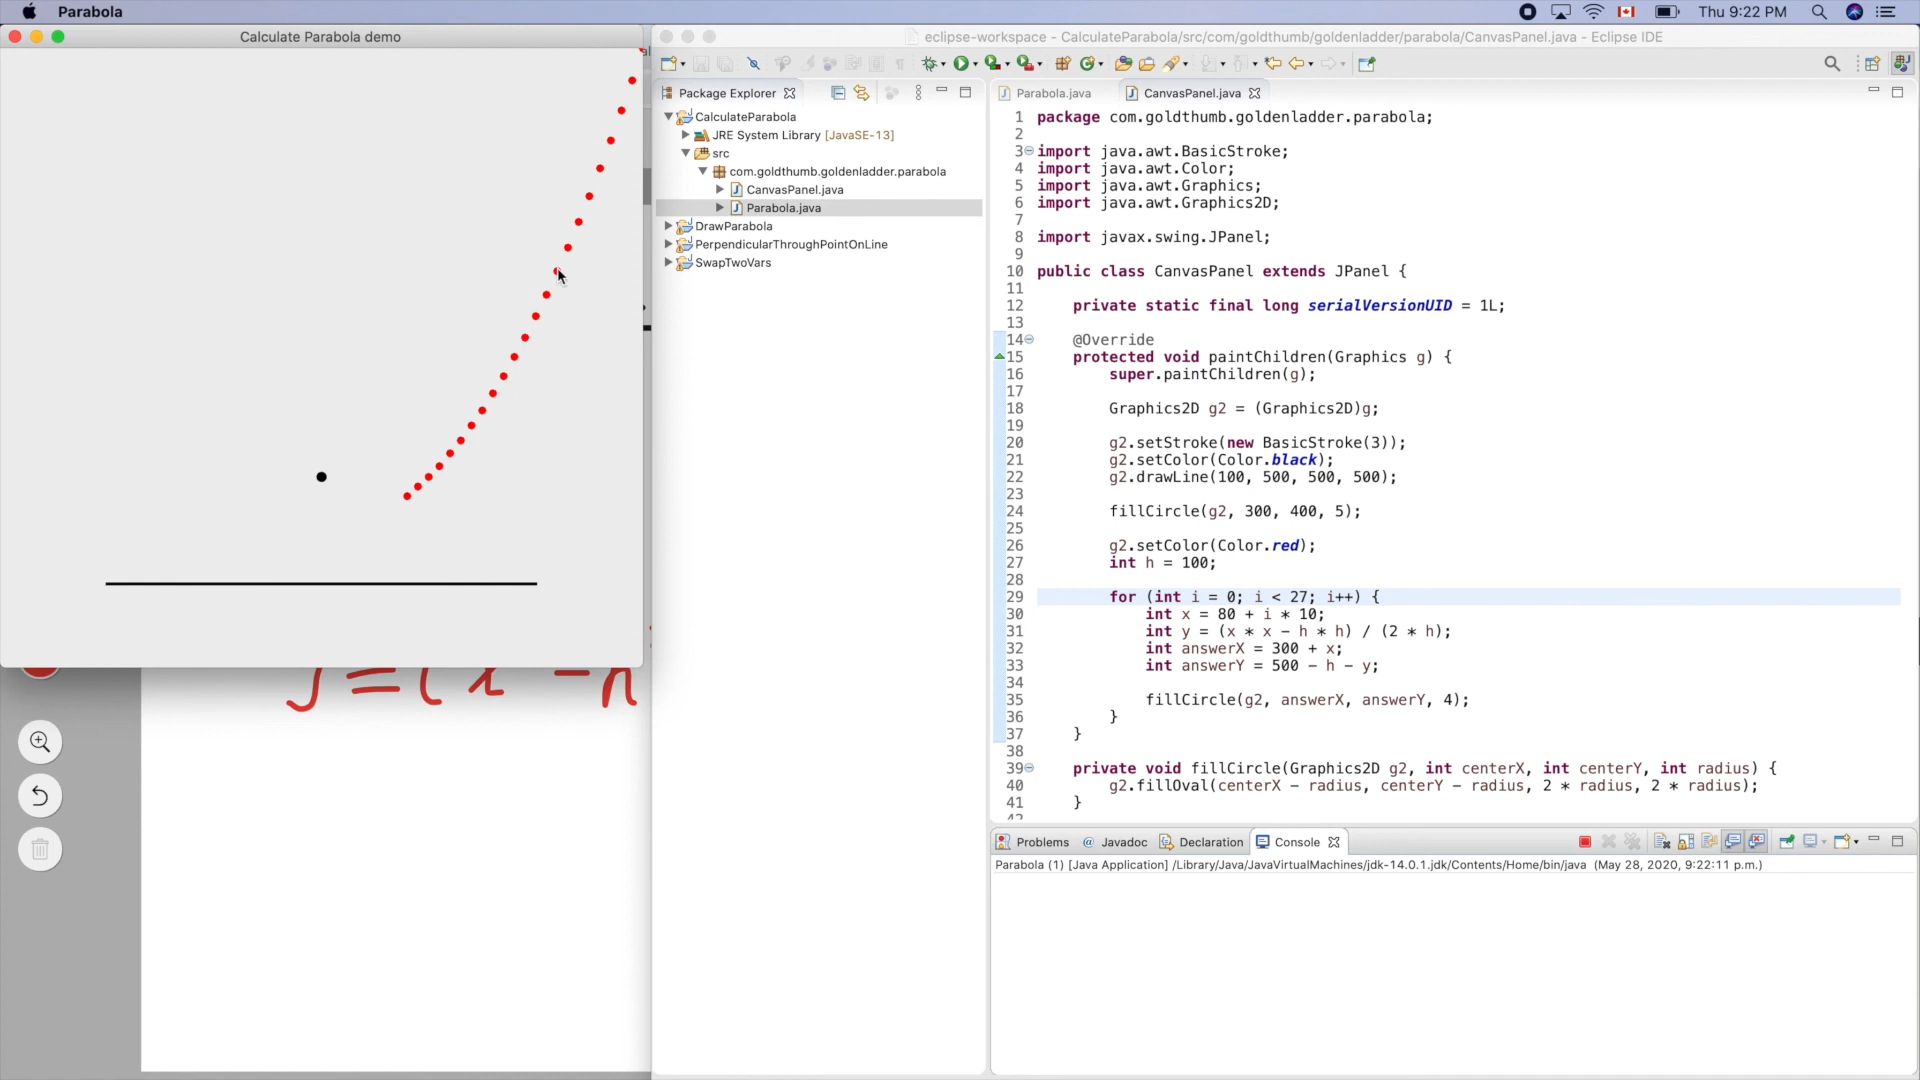 Parabola
Thu 9:22 PM
Calculate Parabola demo
eclipse-workspace - CalculateParabola/src/com/goldthumb/goldenladder/parabola/CanvasPanel.java - Eclipse IDE
Package Explorer
CalculateParabola
JRE System Library [JavaSE-13]
src
com.goldthumb.goldenladder.parabola
CanvasPanel.java
Parabola.java
DrawParabola
PerpendicularThroughPointOnLine
SwapTwoVars
Parabola.java
CanvasPanel.java
1 package com.goldthumb.goldenladder.parabola;
2
3 import java.awt.BasicStroke;
4 import java.awt.Color;
5 import java.awt.Graphics;
6 import java.awt.Graphics2D;
7
8 import javax.swing.JPanel;
9
10 public class CanvasPanel extends JPanel {
11
12 private static final long serialVersionUID = 1L;
13
14 @Override
15 protected void paintChildren(Graphics g) {
16 super.paintChildren(g);
17
18 Graphics2D g2 = (Graphics2D)g;
19
20 g2.setStroke(new BasicStroke(3));
21 g2.setColor(Color.black);
22 g2.drawLine(100, 500, 500, 500);
23
24 fillCircle(g2, 300, 400, 5);
25
26 g2.setColor(Color.red);
27 int h = 100;
28
29 for (int i = 0; i < 27; i++) {
30 int x = 80 + i * 10;
31 int y = (x * x - h * h) / (2 * h);
32 int answerX = 300 + x;
33 int answerY = 500 - h - y;
34
35 fillCircle(g2, answerX, answerY, 4);
36 }
37 }
38
39 private void fillCircle(Graphics2D g2, int centerX, int centerY, int radius) {
40 g2.fillOval(centerX - radius, centerY - radius, 2 * radius, 2 * radius);
41 }
Problems
@ Javadoc
Declaration
Console
Parabola (1) [Java Application] /Library/Java/JavaVirtualMachines/jdk-14.0.1.jdk/Contents/Home/bin/java (May 28, 2020, 9:22:11 p.m.)